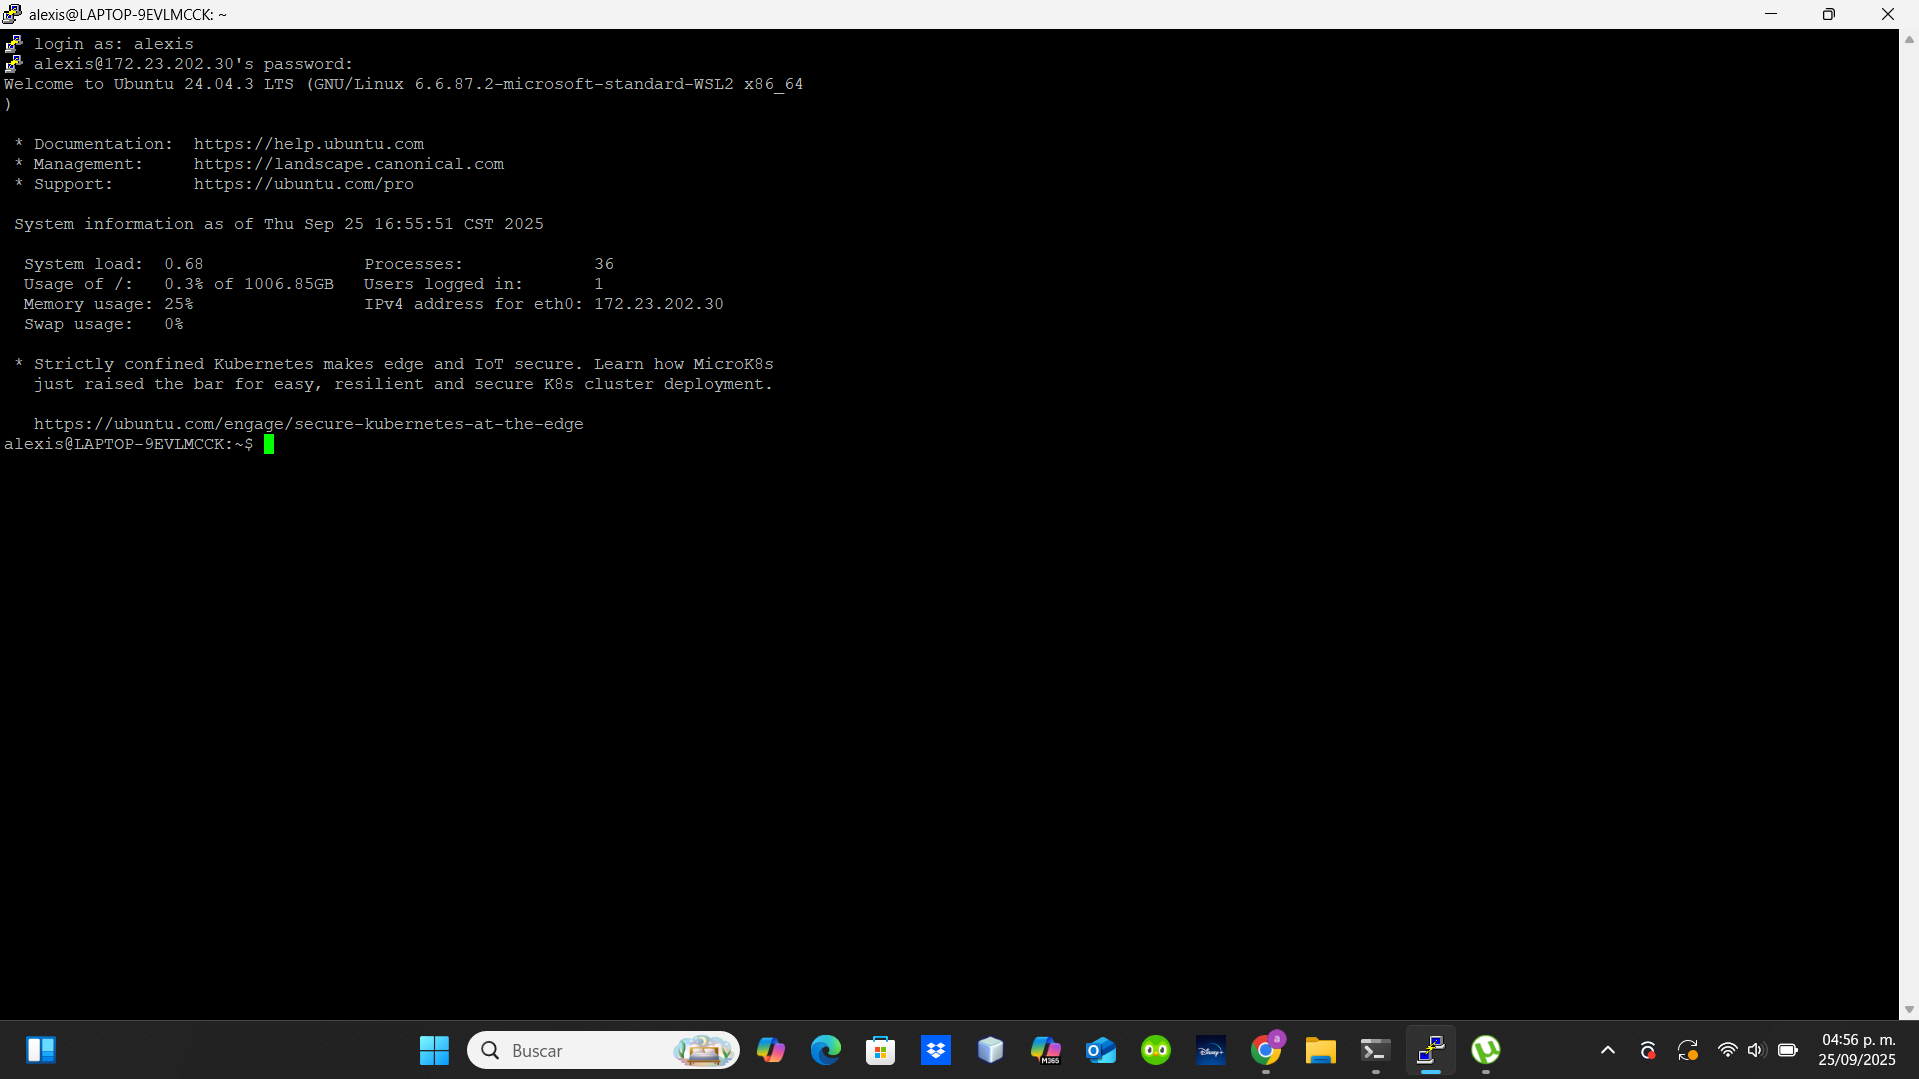 alexis@LAPTOP-9EVLMCCK: ~
login as: alexis
alexis@172.23.202.30's password:
Welcome to Ubuntu 24.04.3 LTS (GNU/Linux 6.6.87.2-microsoft-standard-WSL2 x86_64
)
* Documentation:  https://help.ubuntu.com
* Management:     https://landscape.canonical.com
* Support:        https://ubuntu.com/pro
System information as of Thu Sep 25 16:55:51 CST 2025
System load:  0.68                Processes:             36
Usage of /:   0.3% of 1006.85GB   Users logged in:       1
Memory usage: 25%                 IPv4 address for eth0: 172.23.202.30
Swap usage:   0%
* Strictly confined Kubernetes makes edge and IoT secure. Learn how MicroK8s
just raised the bar for easy, resilient and secure K8s cluster deployment.
https://ubuntu.com/engage/secure-kubernetes-at-the-edge
alexis@LAPTOP-9EVLMCCK:~$
Buscar
M365
Disney+
a
04:56 p. m.
25/09/2025